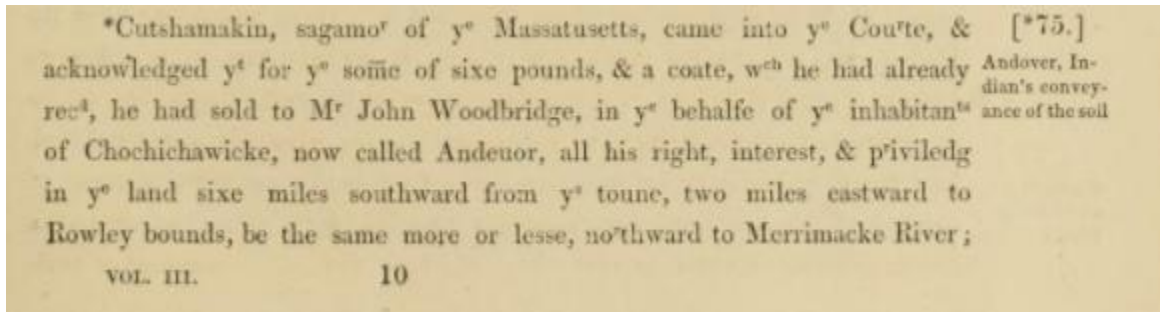 *Cutshamakin, sagamoʳ of yᵉ Massatusetts, came into yᵉ Couʳte, &
acknowledged yᵗ for yᵉ som̄e of sixe pounds, & a coate, wᶜʰ he had already
recᵈ, he had sold to Mʳ John Woodbridge, in yᵉ behalfe of yᵉ inhabitanᵗˢ
of Chochichawicke, now called Andeuor, all his right, interest, & pʳiviledg
in yᵉ land sixe miles southward from yᵉ toune, two miles eastward to
Rowley bounds, be the same more or lesse, noʳthward to Merrimacke River;
[*75.]
Andover, In-
dian's convey-
ance of the soil
VOL. III. 10